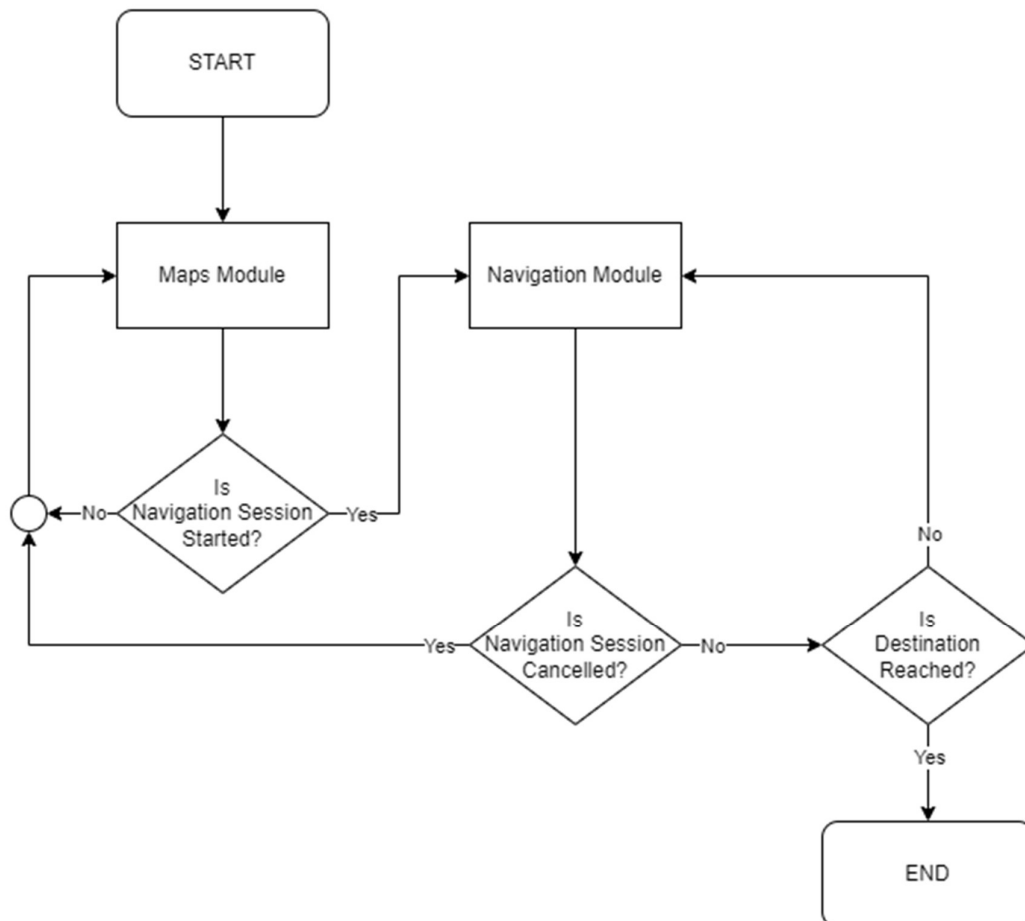 START
Maps Module
Navigation Module
Is
Navigation Session
Started?
No
Yes
Is
Navigation Session
Cancelled?
Yes
No
Is
Destination
Reached?
No
Yes
END